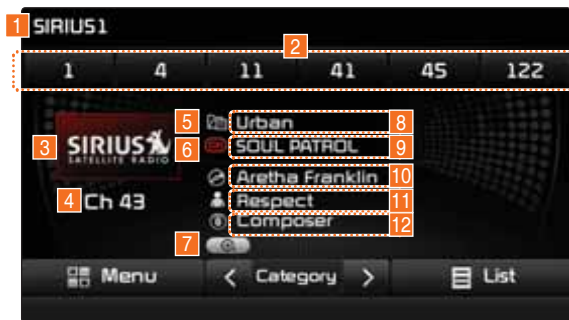 1 SIRIUS1
2
1 4 11 41 45 122
5 Urban 8
3 SIRIUS
SATELLITE RADIO
6 SOUL PATROL 9
Aretha Franklin 10
4 Ch 43
Respect 11
Composer 12
7
Menu < Category > List